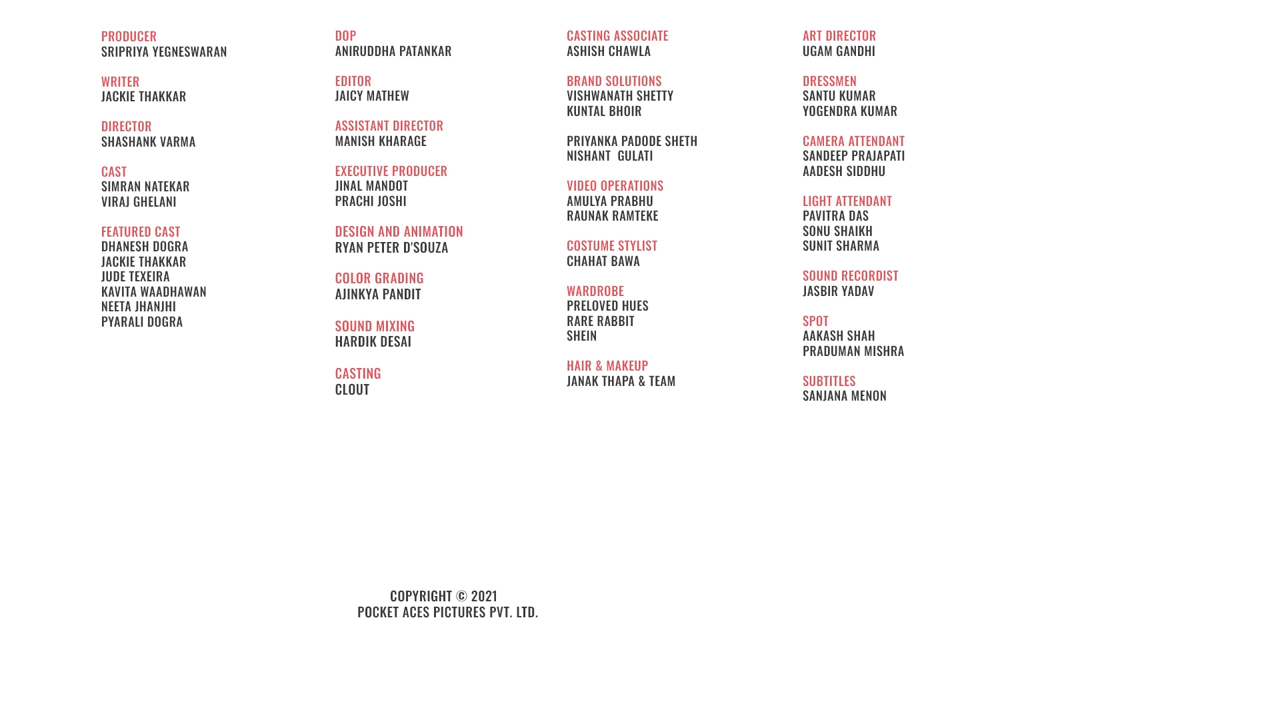 PRODUCER
SRIPRIYA YEGNESWARAN
WRITER
JACKIE THAKKAR
DIRECTOR
SHASHANK VARMA
CAST
SIMRAN NATEKAR
VIRAJ GHELANI
FEATURED CAST
DHANESH DOGRA
JACKIE THAKKAR
JUDE TEXEIRA
KAVITA WAADHAWAN
NEETA JHANJHI
PYARALI DOGRA
DOP
ANIRUDDHA PATANKAR
EDITOR
JAICY MATHEW
ASSISTANT DIRECTOR
MANISH KHARAGE
EXECUTIVE PRODUCER
JINAL MANDOT
PRACHI JOSHI
DESIGN AND ANIMATION
RYAN PETER D'SOUZA
COLOR GRADING
AJINKYA PANDIT
SOUND MIXING
HARDIK DESAI
CASTING
CLOUT
CASTING ASSOCIATE
ASHISH CHAWLA
BRAND SOLUTIONS
VISHWANATH SHETTY
KUNTAL BHOIR
PRIYANKA PADODE SHETH
NISHANT GULATI
VIDEO OPERATIONS
AMULYA PRABHU
RAUNAK RAMTEKE
COSTUME STYLIST
CHAHAT BAWA
WARDROBE
PRELOVED HUES
RARE RABBIT
SHEIN
HAIR & MAKEUP
JANAK THAPA & TEAM
ART DIRECTOR
UGAM GANDHI
DRESSMEN
SANTU KUMAR
YOGENDRA KUMAR
CAMERA ATTENDANT
SANDEEP PRAJAPATI
AADESH SIDDHU
LIGHT ATTENDANT
PAVITRA DAS
SONU SHAIKH
SUNIT SHARMA
SOUND RECORDIST
JASBIR YADAV
SPOT
AAKASH SHAH
PRADUMAN MISHRA
SUBTITLES
SANJANA MENON
COPYRIGHT © 2021
POCKET ACES PICTURES PVT. LTD.